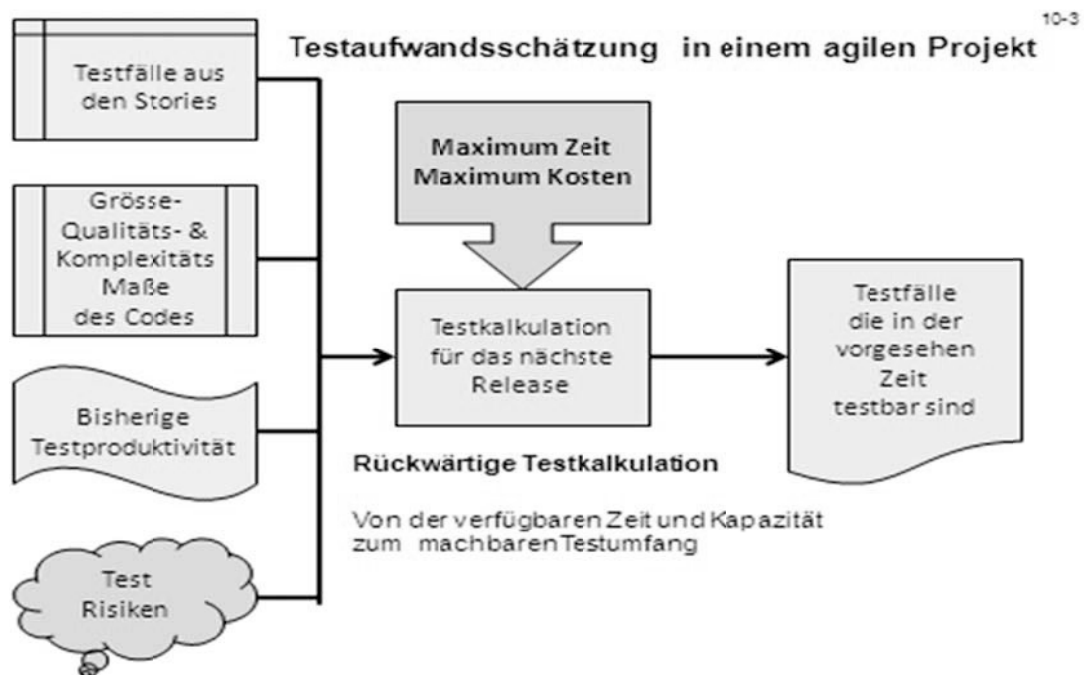 10-3
Testaufwandsschätzung in einem agilen Projekt
Testfälle aus
den Stories
Grösse-
Qualitäts- &
Komplexitäts
Maße
des Codes
Bisherige
Testproduktivität
Test
Risiken
Maximum Zeit
Maximum Kosten
Testkalkulation
für das nächste
Release
Rückwärtige Testkalkulation
Von der verfügbaren Zeit und Kapazität
zum machbaren Testumfang
Testfälle
die in der
vorgesehen
Zeit
testbar sind